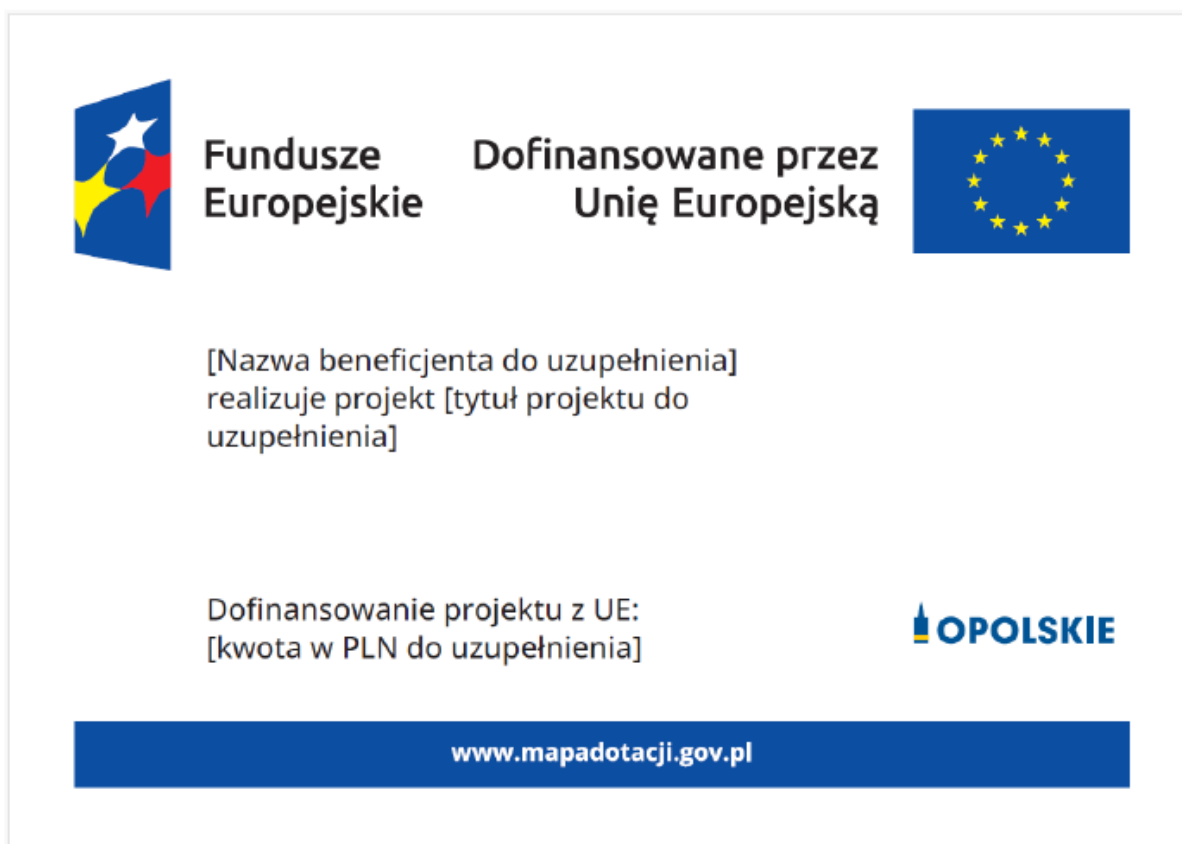 Fundusze
Europejskie
Dofinansowane przez
Unię Europejską
[Nazwa beneficjenta do uzupełnienia]
realizuje projekt [tytuł projektu do
uzupełnienia]
Dofinansowanie projektu z UE:
[kwota w PLN do uzupełnienia]
OPOLSKIE
www.mapadotacji.gov.pl